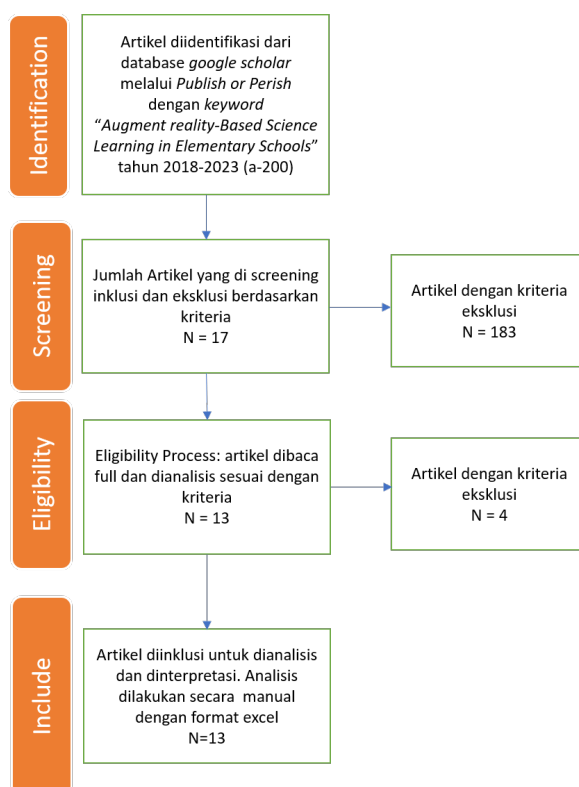 Identification
Artikel diidentifikasi dari
database google scholar
melalui Publish or Perish
dengan keyword
“Augment reality-Based Science
Learning in Elementary Schools”
tahun 2018-2023 (a-200)
Screening
Jumlah Artikel yang di screening
inklusi dan eksklusi berdasarkan
kriteria
N = 17
Artikel dengan kriteria
eksklusi
N = 183
Eligibility
Eligibility Process: artikel dibaca
full dan dianalisis sesuai dengan
kriteria
N = 13
Artikel dengan kriteria
eksklusi
N = 4
Include
Artikel diinklusi untuk dianalisis
dan dinterpretasi. Analisis
dilakukan secara manual
dengan format excel
N=13